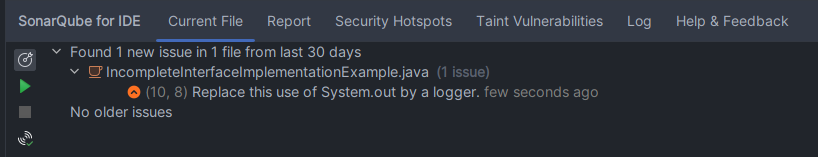 SonarQube for IDE Current File Report Security Hotspots Taint Vulnerabilities Log Help & Feedback
Found 1 new issue in 1 file from last 30 days
IncompleteInterfaceImplementationExample.java (1 issue)
(10, 8) Replace this use of System.out by a logger. few seconds ago
No older issues